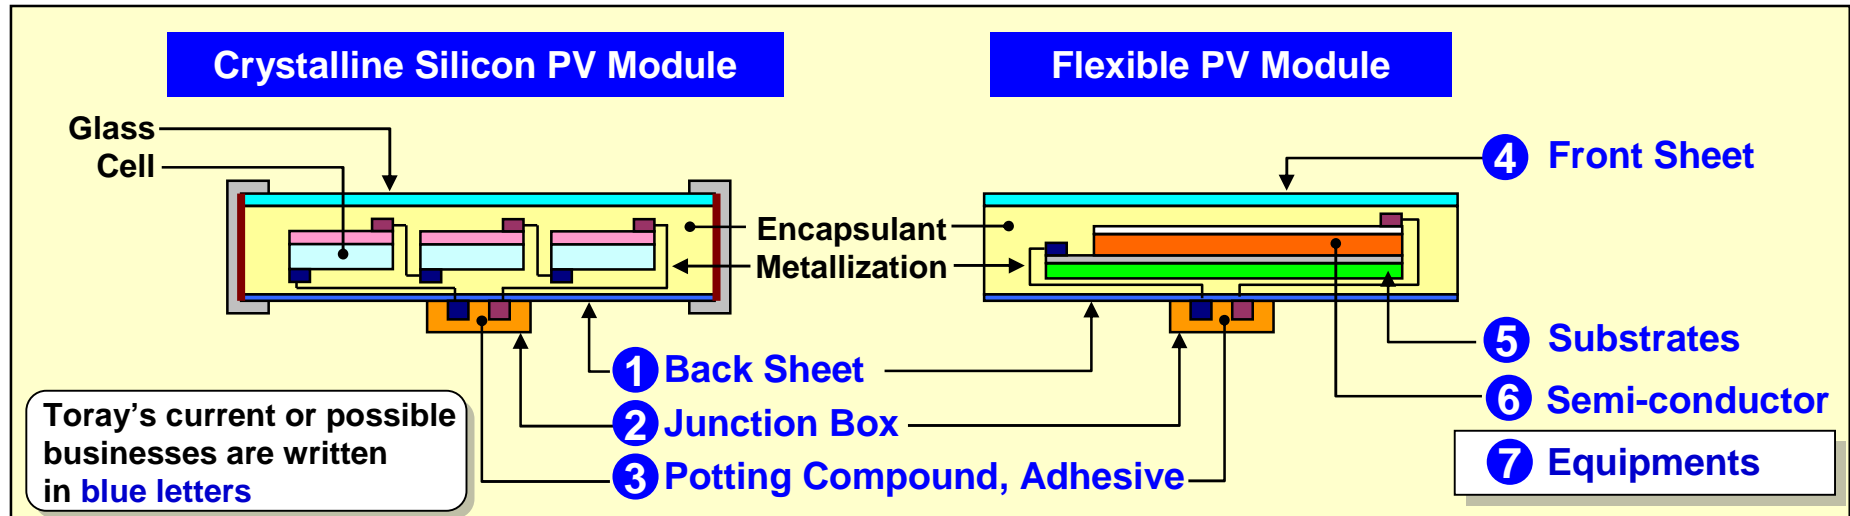 Crystalline Silicon PV Module
Flexible PV Module
Glass
Cell
4 Front Sheet
Encapsulant
Metallization
5 Substrates
1 Back Sheet
6 Semi-conductor
2 Junction Box
7 Equipments
3 Potting Compound, Adhesive
Toray's current or possible
businesses are written
in blue letters